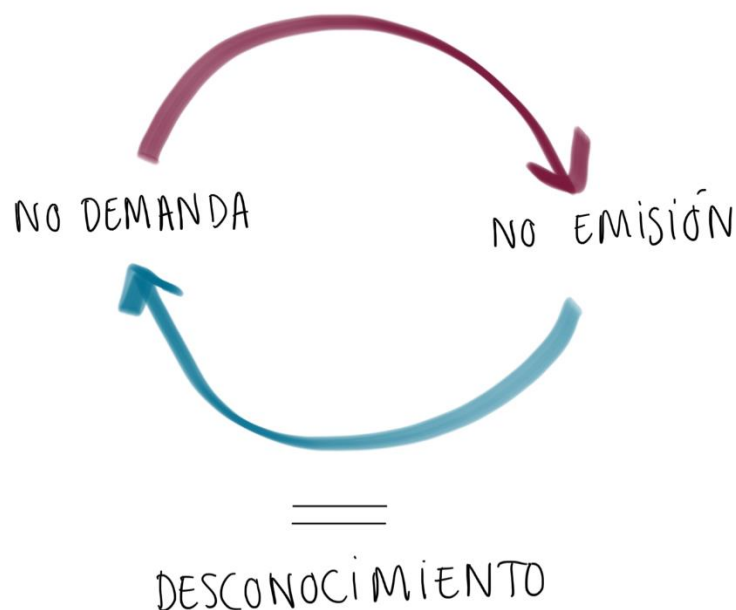 NO DEMANDA
NO EMISIÓN
=
DESCONOCIMIENTO